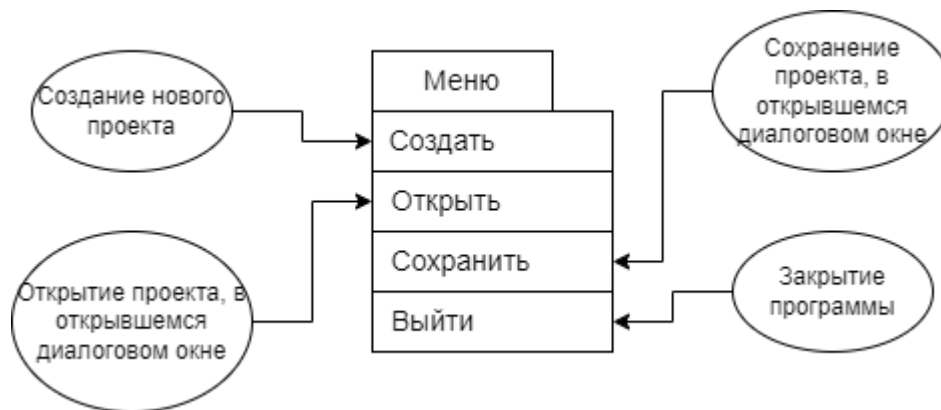 Создание нового
проекта
Открытие проекта, в
открывшемся
диалоговом окне
Меню
Создать
Открыть
Сохранить
Выйти
Сохранение
проекта, в
открывшемся
диалоговом окне
Закрытие
программы